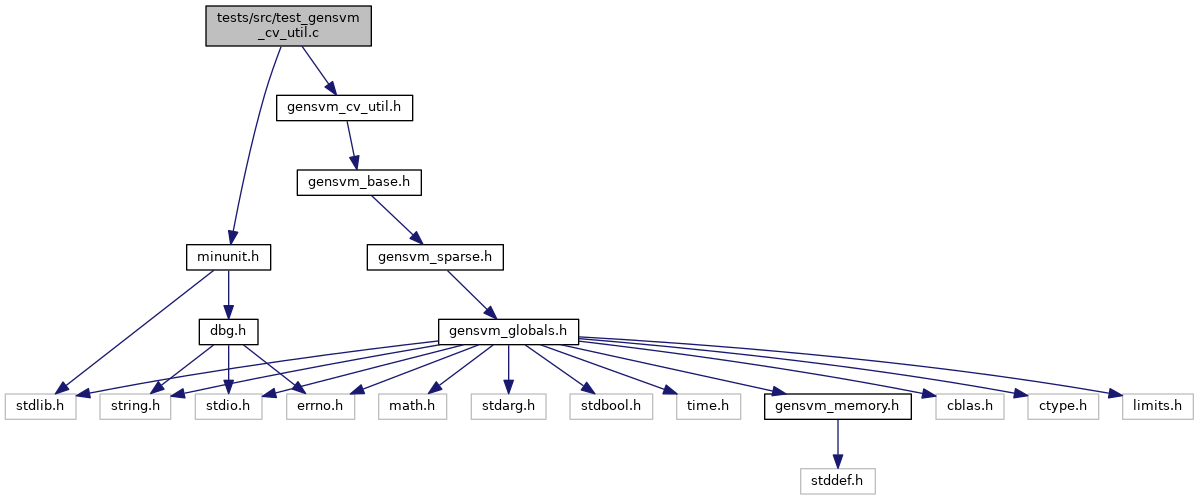 tests/src/test_gensvm
_cv_util.c
gensvm_cv_util.h
gensvm_base.h
minunit.h
gensvm_sparse.h
dbg.h
gensvm_globals.h
stdlib.h
string.h
stdio.h
errno.h
math.h
stdarg.h
stdbool.h
time.h
gensvm_memory.h
cblas.h
ctype.h
limits.h
stddef.h